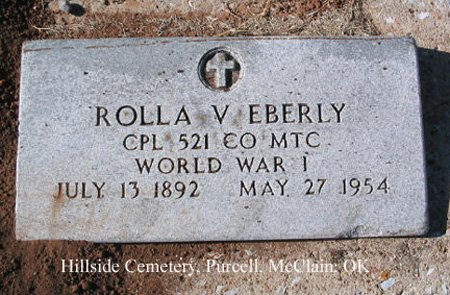 ROLLA V EBERLY
CPL 521 CO MTC
WORLD WAR I
JULY 13 1892 MAY 27 1954
Hillside Cemetery, Purcell, McClain; OK